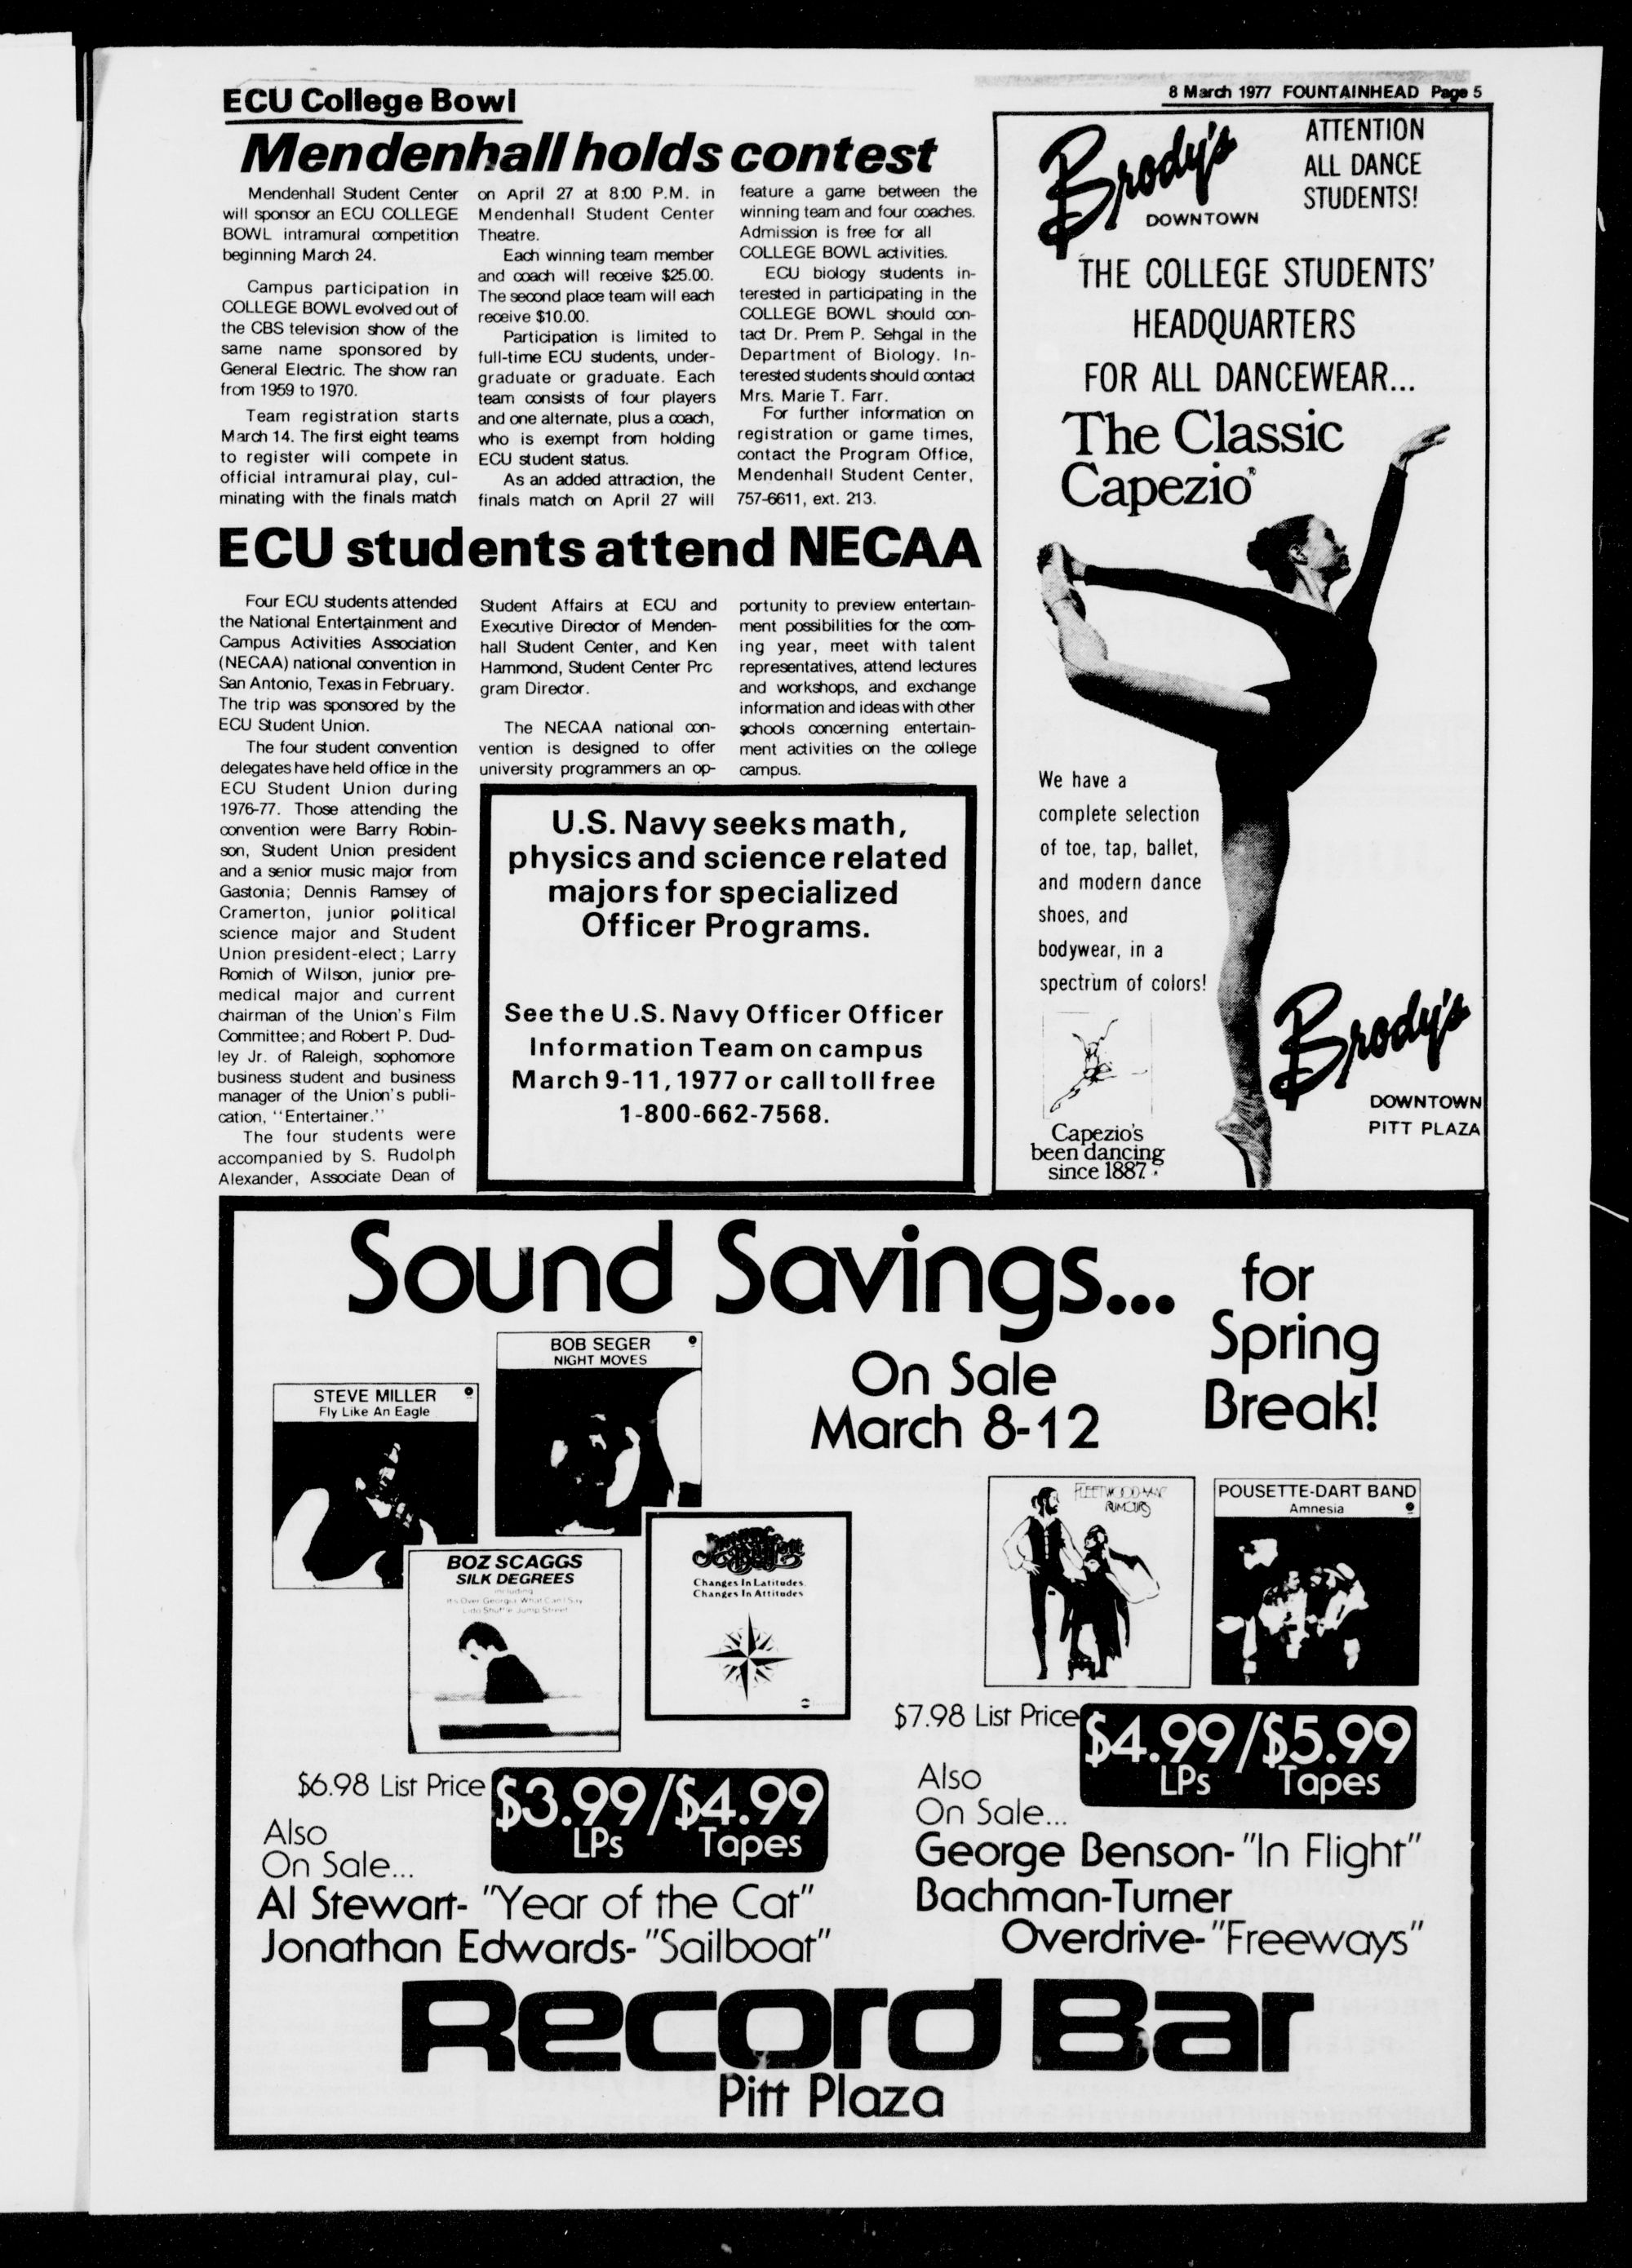 8 March 1977 FOUNTAINHEAD Page 5
ECU College Bowl
Mendenhall holds contest
Mendenhall Student Center
will sponsor an ECU COLLEGE
BOWL intramural competition
beginning March 24.
Campus participation in
COLLEGE BOWL evolved out of
the CBS television show of the
same name sponsored by
General Electric. The show ran
from 1959 to 1970.
Team registration starts
March 14. The first eight teams
to register will compete in
official intramural play, cul-
minating with the finals match
on April 27 at 8:00 P.M. in
Mendenhall Student Center
Theatre.
Each winning team member
and coach will receive $25.00.
The second place team will each
receive $10.00.
Participation is limited to
full-time ECU students, under-
graduate or graduate. Each
team consists of four players
and one alternate, plus a coach,
who is exempt from holding
ECU student status.
As an added attraction, the
finals match on April 27 will
feature a game between the
winning team and four coaches.
Admission is free for all
COLLEGE BOWL activities.
ECU biology students in-
terested in participating in the
COLLEGE BOWL should con-
tact Dr. Prem P. Sehgal in the
Department of Biology. In-
terested students should contact
Mrs. Marie T. Farr.
For further information on
registration or game times,
contact the Program Office,
Mendenhall Student Center,
757-6611, ext. 213.
ECU students attend NECAA
Four ECU students attended
the National Entertainment and
Campus Activities Association
(NECAA) national convention in
San Antonio, Texas in February.
The trip was sponsored by the
ECU Student Union.
The four student convention
delegates have held office in the
ECU Student Union during
1976-77. Those attending the
convention were Barry Robin-
son, Student Union president
and a senior music major from
Gastonia; Dennis Ramsey of
Cramerton, junior political
science major and Student
Union president-elect; Larry
Romich of Wilson, junior pre-
medical major and current
chairman of the Union's Film
Committee; and Robert P. Dud-
ley Jr. of Raleigh, sophomore
business student and business
manager of the Union's publi-
cation, "Entertainer."
The four students were
accompanied by S. Rudolph
Alexander, Associate Dean of
Student Affairs at ECU and
Executive Director of Menden-
hall Student Center, and Ken
Hammond, Student Center Pro
gram Director.
The NECAA national con-
vention is designed to offer
university programmers an op-
portunity to preview entertain-
ment possibilities for the com-
ing year, meet with talent
representatives, attend lectures
and workshops, and exchange
information and ideas with other
schools concerning entertain-
ment activities on the college
campus.
U.S. Navy seeks math,
physics and science related
majors for specialized
Officer Programs.
See the U.S. Navy Officer Officer
Information Team on campus
March 9-11, 1977 or call toll free
1-800-662-7568.
Brody's
DOWNTOWN
ATTENTION
ALL DANCE
STUDENTS!
THE COLLEGE STUDENTS'
HEADQUARTERS
FOR ALL DANCEWEAR...
The Classic
Capezio®
We have a
complete selection
of toe, tap, ballet,
and modern dance
shoes, and
bodywear, in a
spectrum of colors!
Capezio's
been dancing
since 1887.
Brody's
DOWNTOWN
PITT PLAZA
Sound Savings... for
Spring
Break!
On Sale
March 8-12
BOB SEGER
NIGHT MOVES
STEVE MILLER
Fly Like An Eagle
BOZ SCAGGS
SILK DEGREES
including
It's Over Georgia What Can I Say
Lido Shuffle Jump Street
Changes In Latitudes
Changes In Attitudes
FLEETWOOD MAC
RUMOURS
POUSETTE-DART BAND
Amnesia
$6.98 List Price $3.99/$4.99
LPs Tapes
Also
On Sale...
Al Stewart- "Year of the Cat"
Jonathan Edwards- "Sailboat"
$7.98 List Price $4.99/$5.99
LPs Tapes
Also
On Sale...
George Benson- "In Flight"
Bachman-Turner
Overdrive- "Freeways"
Record Bar
Pitt Plaza